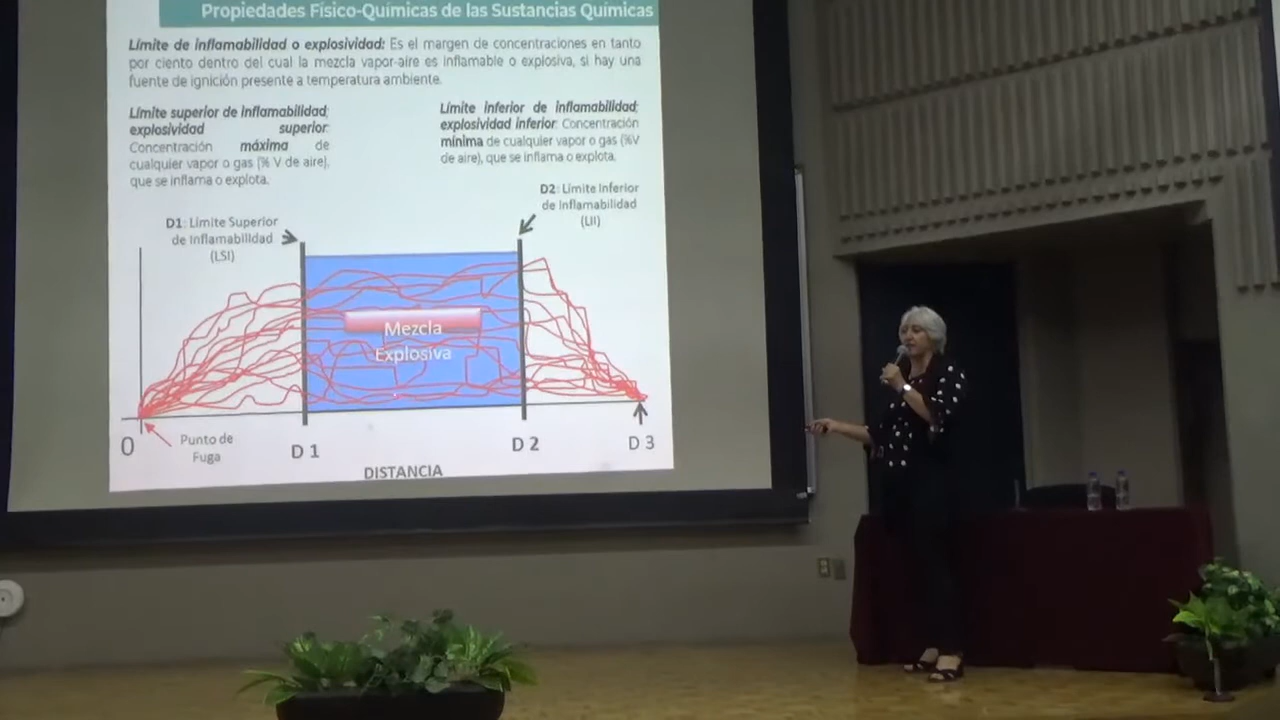 Propiedades Físico-Químicas de las Sustancias Químicas
Límite de inflamabilidad o explosividad: Es el margen de concentraciones en tanto
por ciento dentro del cual la mezcla vapor-aire es inflamable o explosiva, si hay una
fuente de ignición presente a temperatura ambiente.
Límite superior de inflamabilidad;
explosividad superior:
Concentración máxima de
cualquier vapor o gas (% V de aire),
que se inflama o explota.
Límite inferior de inflamabilidad;
explosividad inferior: Concentración
mínima de cualquier vapor o gas (%V
de aire), que se inflama o explota.
D1: Límite Superior
de Inflamabilidad
(LSI)
D2: Límite Inferior
de Inflamabilidad
(LII)
Mezcla
Explosiva
0
Punto de
Fuga
D 1
D 2
D 3
DISTANCIA